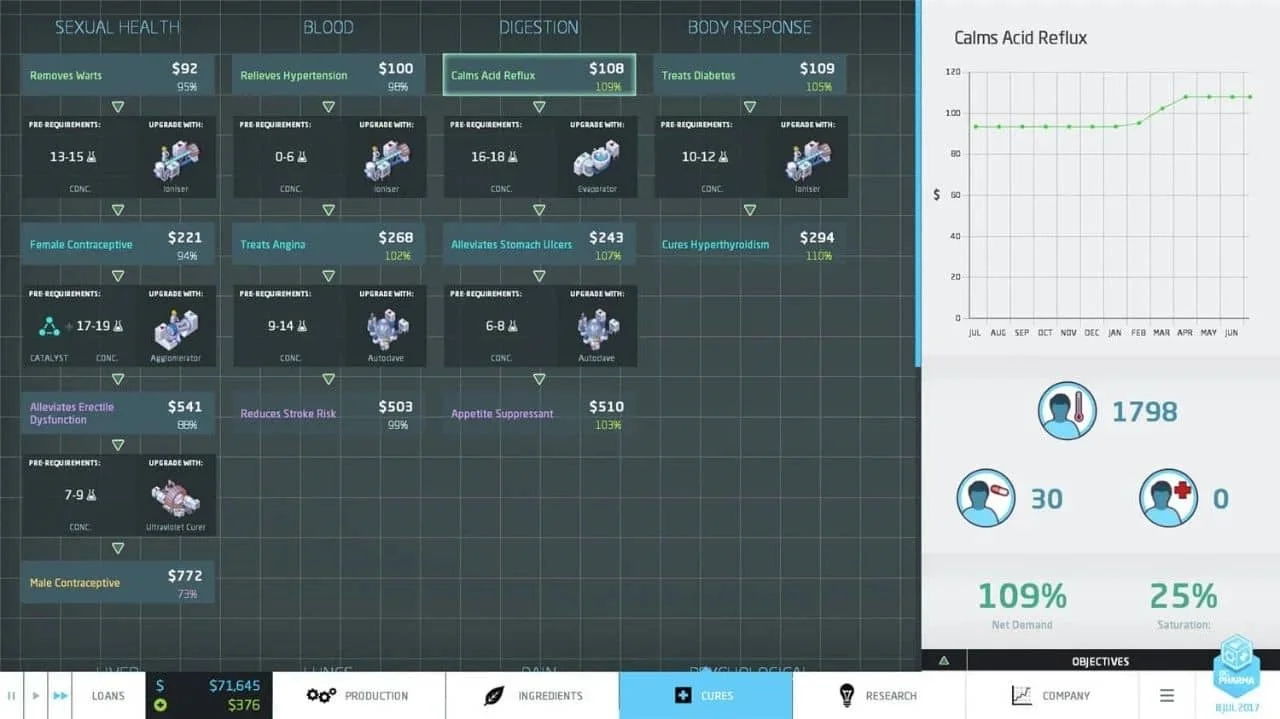 SEXUAL HEALTH
BLOOD
DIGESTION
BODY RESPONSE
Removes Warts $92
95%
Relieves Hypertension $100
98%
Calms Acid Reflux $108
109%
Treats Diabetes $109
105%
PRE-REQUIREMENTS: UPGRADE WITH:
13-15
CONC. Ioniser
PRE-REQUIREMENTS: UPGRADE WITH:
0-6
CONC. Ioniser
PRE-REQUIREMENTS: UPGRADE WITH:
16-18
CONC. Evaporator
PRE-REQUIREMENTS: UPGRADE WITH:
10-12
CONC. Ioniser
Female Contraceptive $221
94%
Treats Angina $268
102%
Alleviates Stomach Ulcers $243
107%
Cures Hyperthyroidism $294
110%
PRE-REQUIREMENTS: UPGRADE WITH:
+ 17-19
CATALYST CONC. Agglomerator
PRE-REQUIREMENTS: UPGRADE WITH:
9-14
CONC. Autoclave
PRE-REQUIREMENTS: UPGRADE WITH:
6-8
CONC. Autoclave
Alleviates Erectile
Dysfunction $541
88%
Reduces Stroke Risk $503
99%
Appetite Suppressant $510
103%
PRE-REQUIREMENTS: UPGRADE WITH:
7-9
CONC. Ultraviolet Curer
Male Contraceptive $772
73%
LIVER LUNGS PAIN PSYCHOLOGICAL
Calms Acid Reflux
120
100
80
$ 60
40
20
0
JUL AUG SEP OCT NOV DEC JAN FEB MAR APR MAY JUN
1798
30
0
109%
Net Demand
25%
Saturation:
OBJECTIVES
LOANS
$ $71,645
$376
PRODUCTION
INGREDIENTS
CURES
RESEARCH
COMPANY
BIG
PHARMA
8 JUL 2017